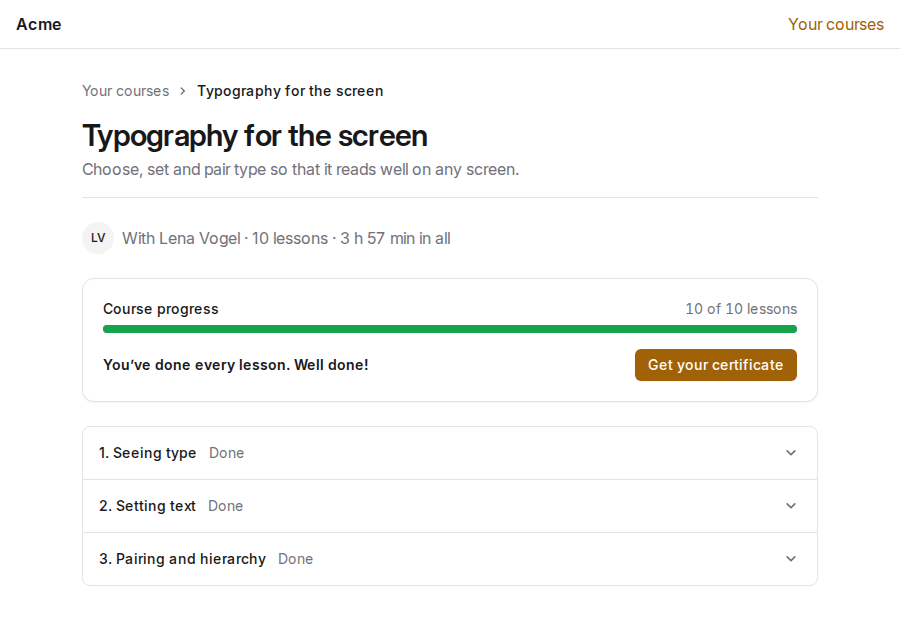 Acme
Your courses
Your courses > Typography for the screen
Typography for the screen
Choose, set and pair type so that it reads well on any screen.
LV With Lena Vogel · 10 lessons · 3 h 57 min in all
Course progress 10 of 10 lessons
You’ve done every lesson. Well done! Get your certificate
1. Seeing type Done
2. Setting text Done
3. Pairing and hierarchy Done